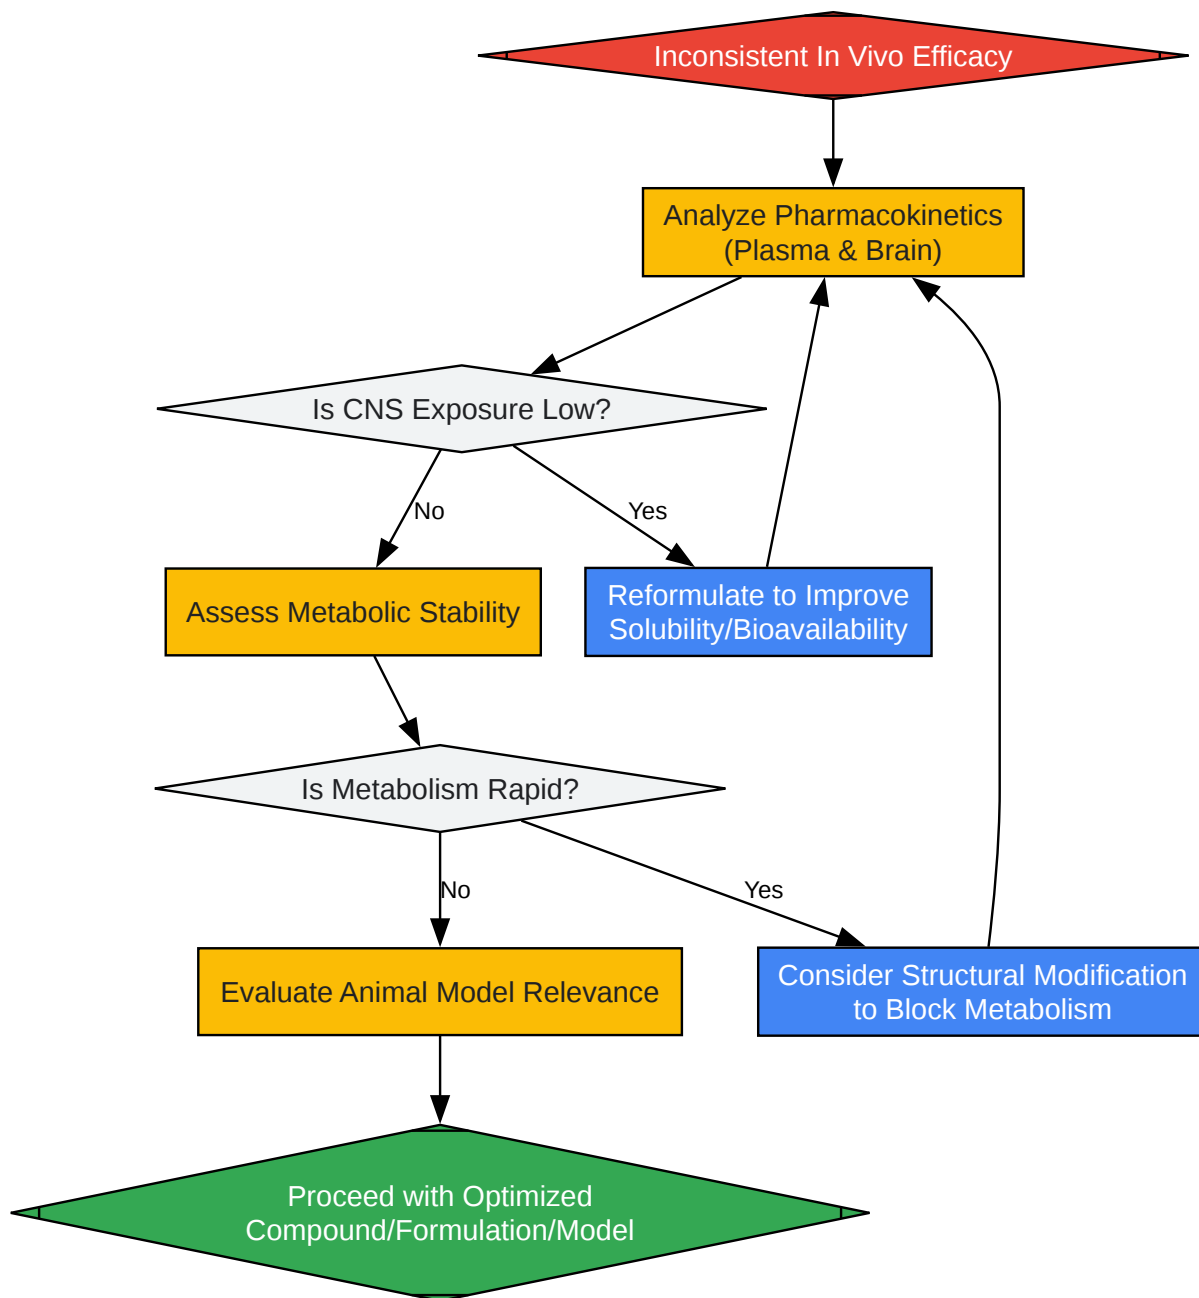 Inconsistent In Vivo Efficacy
Analyze Pharmacokinetics
(Plasma & Brain)
Is CNS Exposure Low?
No
Yes
Assess Metabolic Stability
Reformulate to Improve
Solubility/Bioavailability
Is Metabolism Rapid?
No
Yes
Evaluate Animal Model Relevance
Consider Structural Modification
to Block Metabolism
Proceed with Optimized
Compound/Formulation/Model